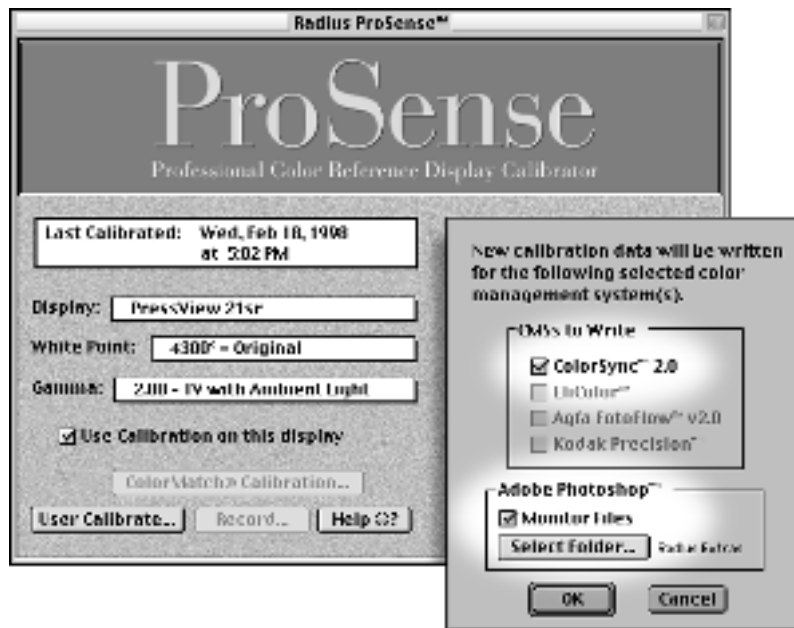 Radius ProSense™
ProSense
Professional Color Reference Display Calibrator
Last Calibrated: Wed, Feb 18, 1998
at 5:02 PM
Display: PressView 21sr
White Point: 4300° - Original
Gamma: 2.00 - TV with Ambient Light
Use Calibration on this display
ColorMatch® Calibration...
User Calibrate...
Record...
Help
New calibration data will be written
for the following selected color
management system(s).
CMSs to Write
ColorSync™ 2.0
EfiColor™
Agfa FotoFlow™ v2.0
Kodak Precision™
Adobe Photoshop™
Monitor Files
Select Folder...
Radius Extras
OK
Cancel